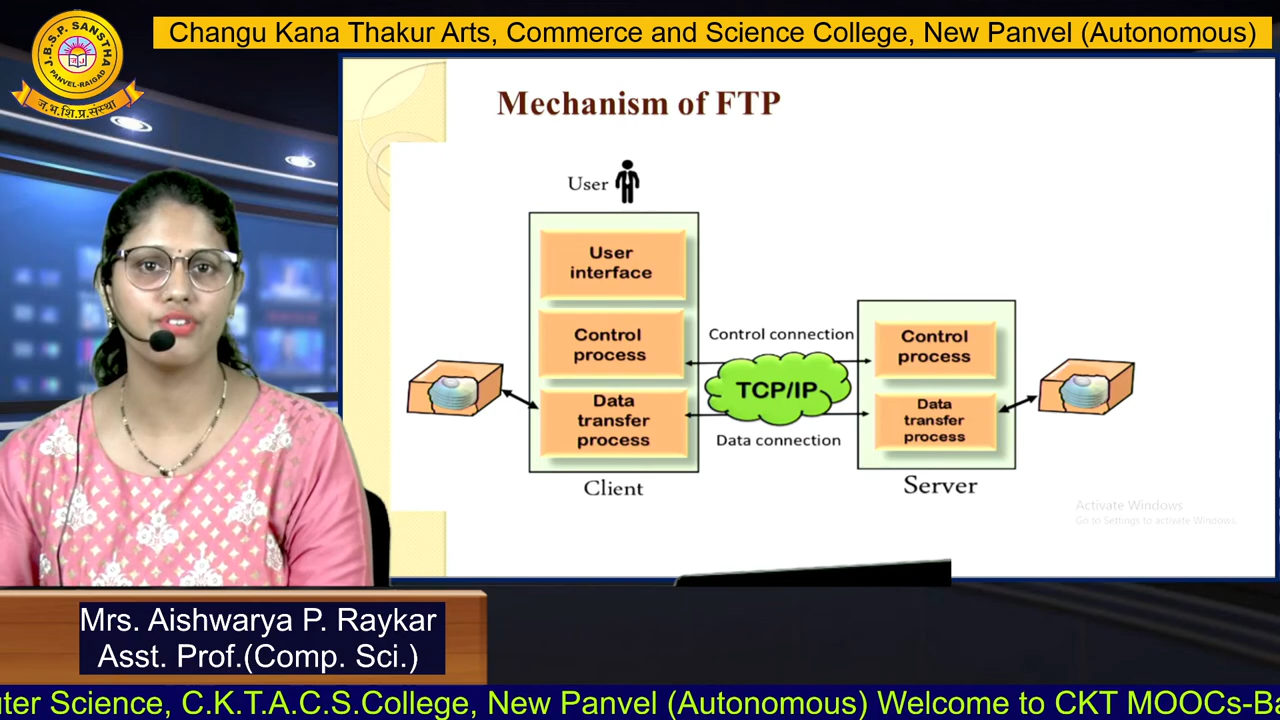 J.B.S.P. SANSTHA
PANVEL-RAIGAD
ज.भ.शि.प्र.संस्था
Changu Kana Thakur Arts, Commerce and Science College, New Panvel (Autonomous)
Mechanism of FTP
User
User
interface
Control
process
Data
transfer
process
Client
Control connection
TCP/IP
Data connection
Control
process
Data
transfer
process
Server
Activate Windows
Go to Settings to activate Windows.
Mrs. Aishwarya P. Raykar
Asst. Prof.(Comp. Sci.)
uter Science, C.K.T.A.C.S.College, New Panvel (Autonomous) Welcome to CKT MOOCs-Ba